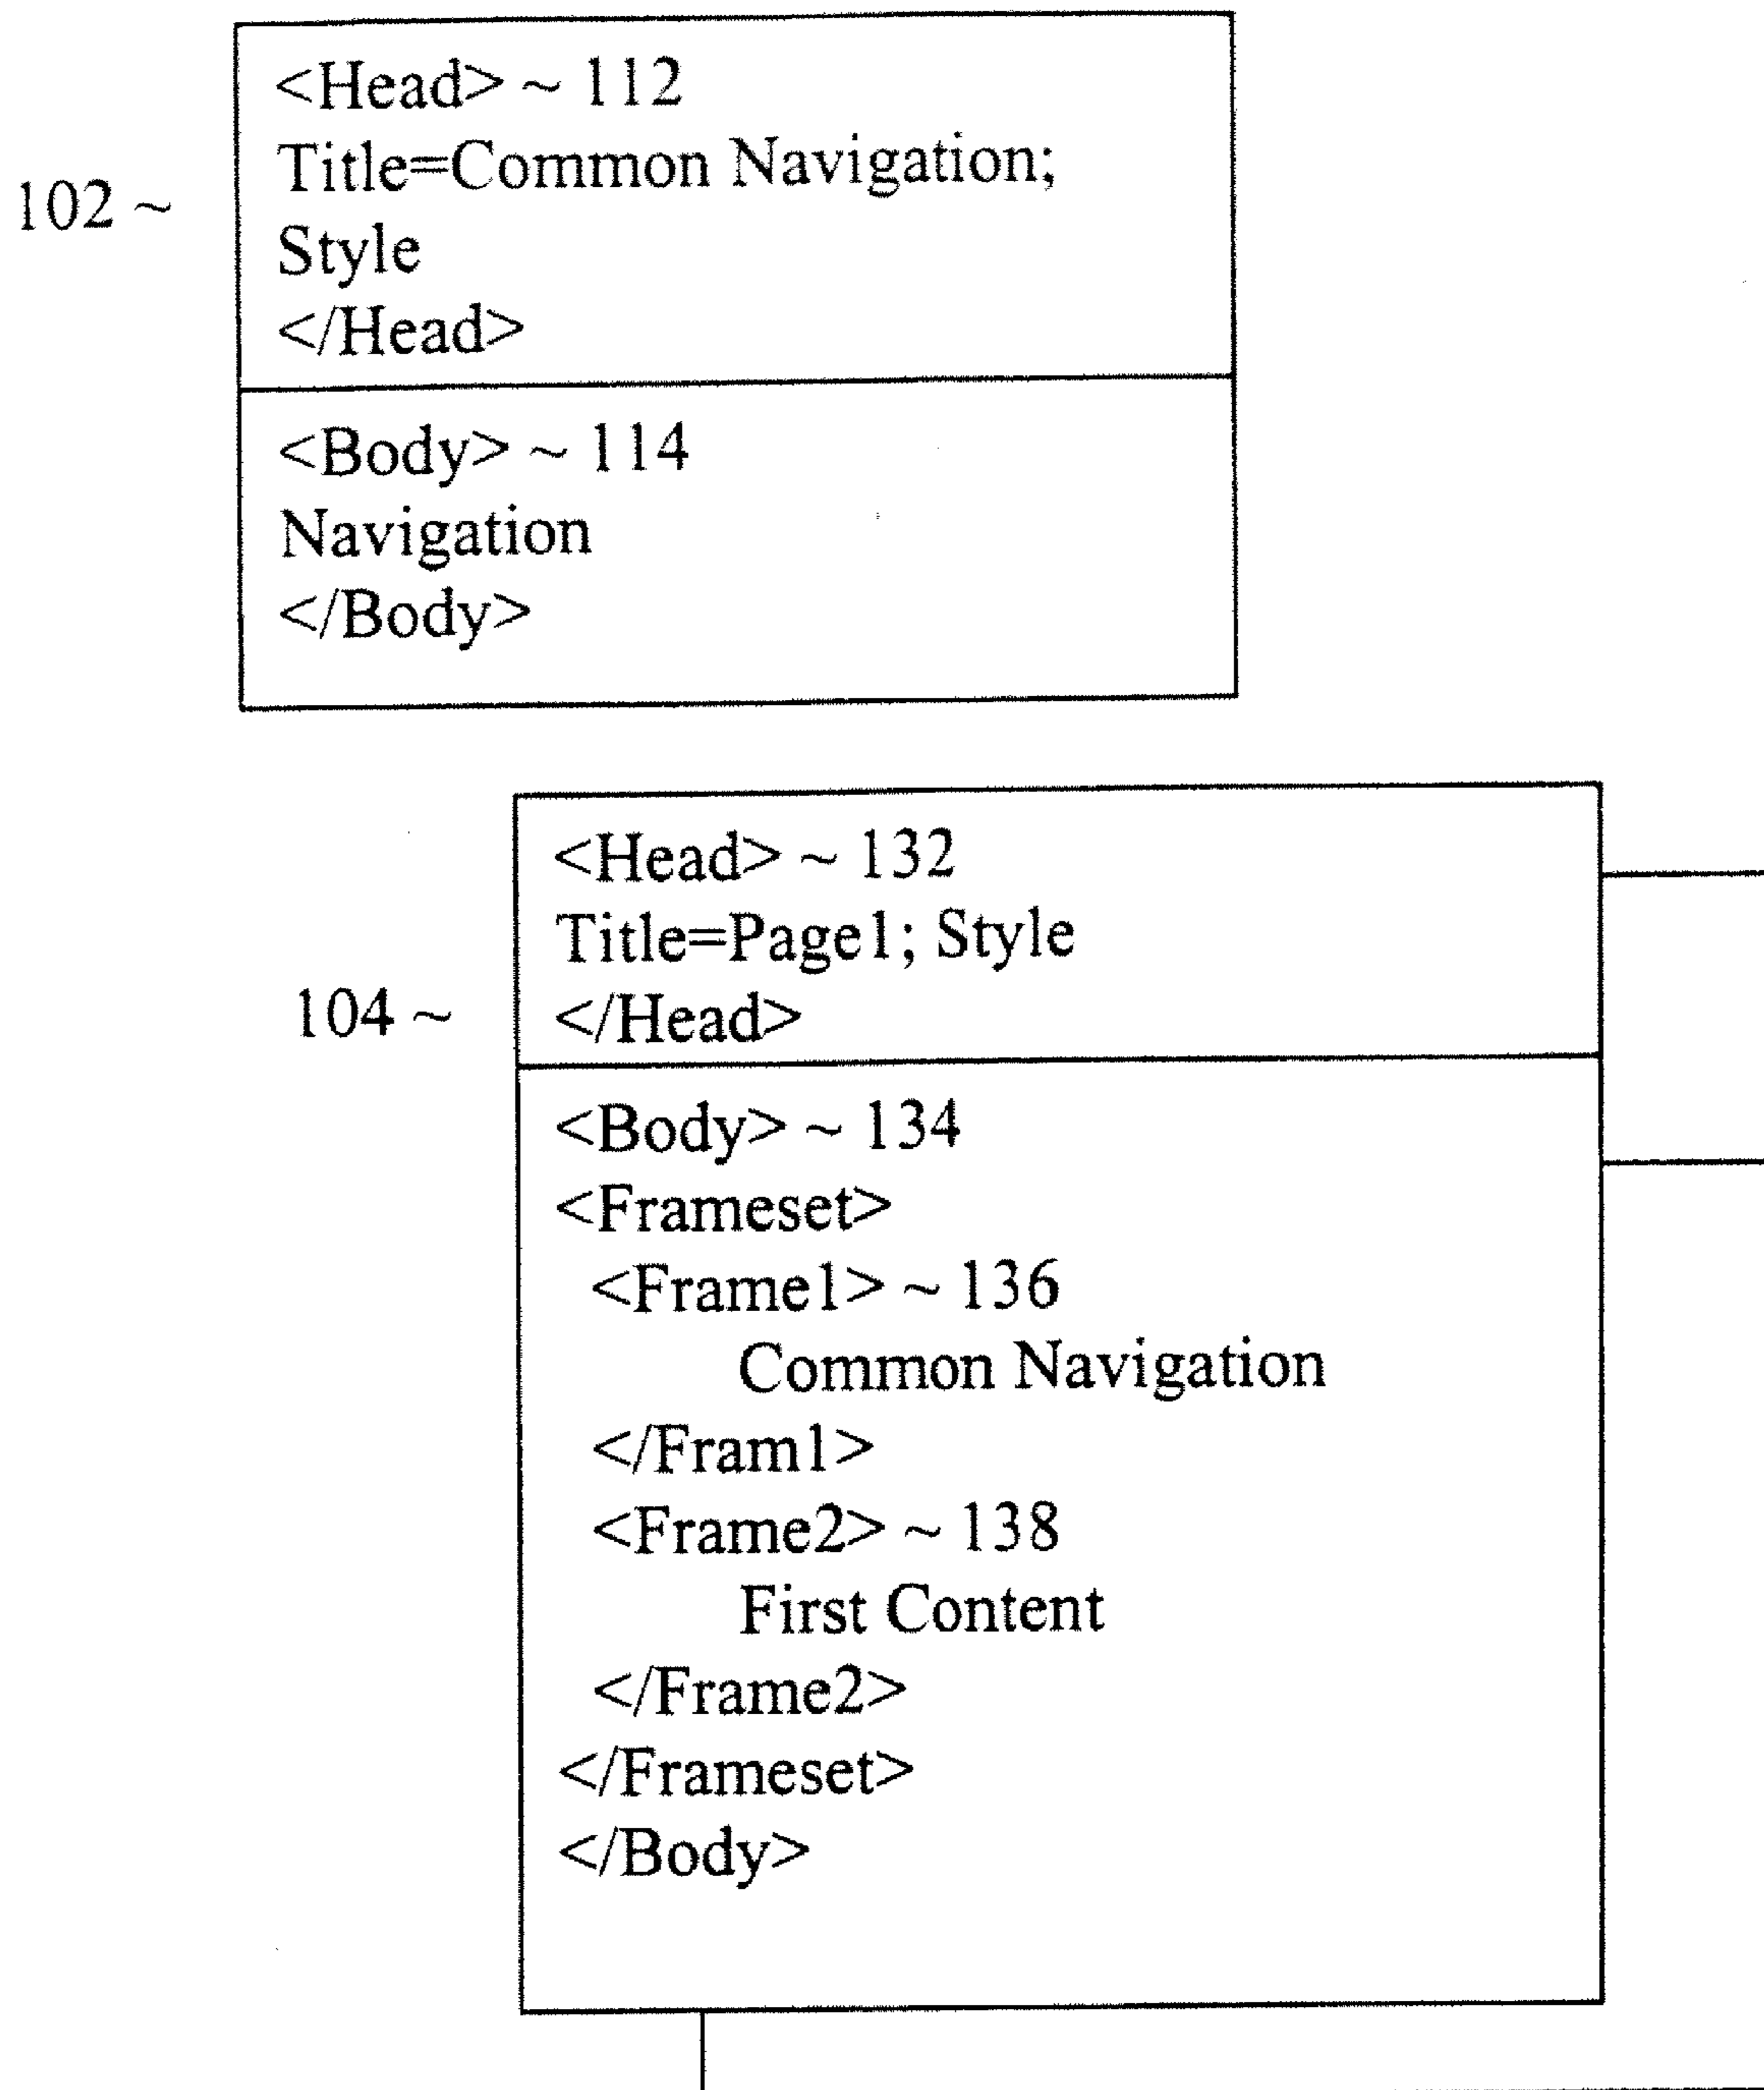 <Head> ~ 112
Title=Common Navigation;
102 ~
Style
</Head>
<Body> ~ 114
Navigation
</Body>
<Head> ~ 132
Title=Page1; Style
104 ~
</Head>
<Body> ~ 134
<Frameset>
<Frame1> ~ 136
Common Navigation
</Fram1>
<Frame2> ~ 138
First Content
</Frame2>
</Frameset>
</Body>